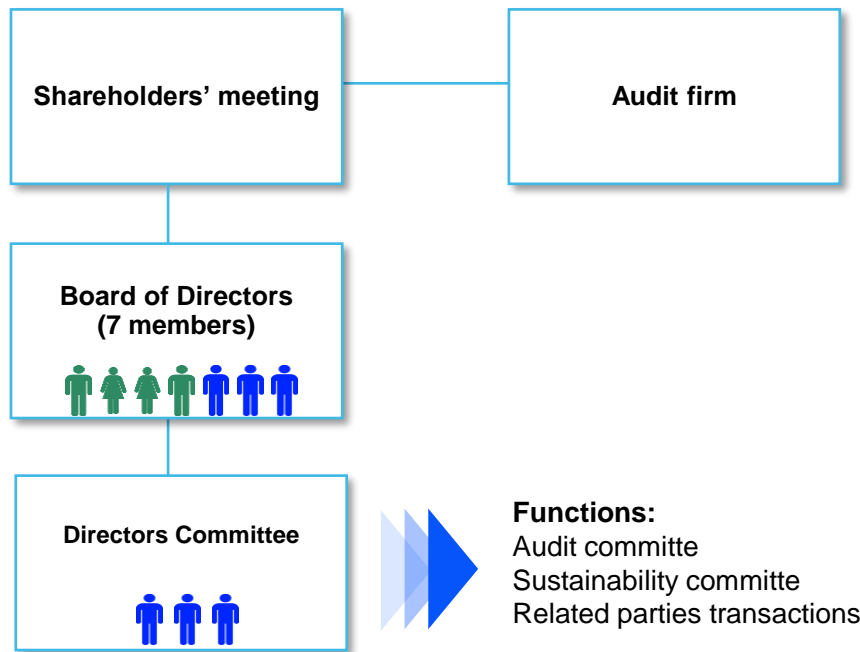 Shareholders’ meeting
Audit firm
Board of Directors
(7 members)
Directors Committee
Functions:
Audit committe
Sustainability committe
Related parties transactions